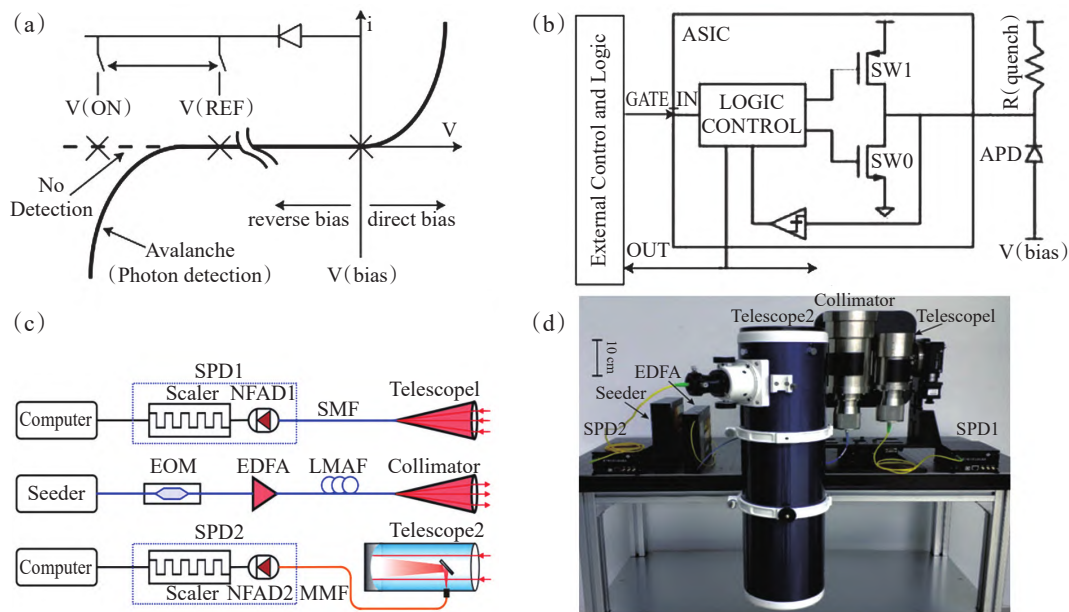 (a)
i
V(ON)
V(REF)
V
No
Detection
reverse bias
direct bias
Avalanche
(Photon detection)
V(bias)
(b)
External Control and Logic
ASIC
GATE
IN
LOGIC
CONTROL
SW1
SW0
R(quench)
APD
OUT
V(bias)
(c)
SPD1
Scaler
NFAD1
Computer
SMF
Telescope1
EOM
EDFA
LMAF
Collimator
Seeder
SPD2
Telescope2
Computer
Scaler
NFAD2
MMF
(d)
Collimator
Telescope2
Telescope1
10 cm
EDFA
Seeder
SPD2
SPD1